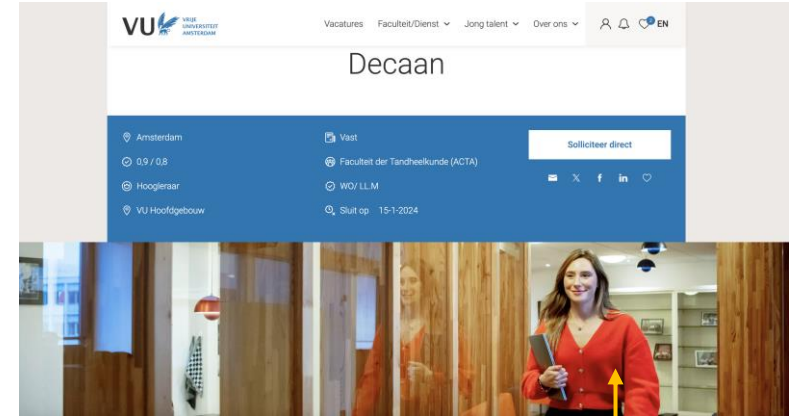 VU VRIJE UNIVERSITEIT AMSTERDAM
Vacatures Faculteit/Dienst Jong talent Over ons EN
Decaan
Amsterdam
0,9 / 0,8
Hoogleraar
VU Hoofdgebouw
Vast
Faculteit der Tandheelkunde (ACTA)
WO/ LL.M
Sluit op 15-1-2024
Solliciteer direct